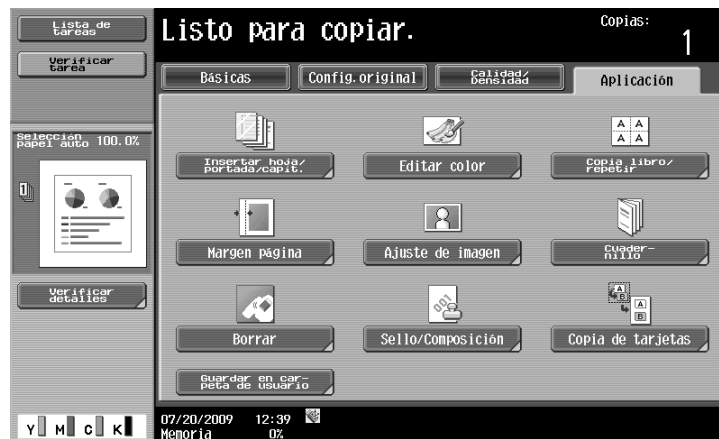 Lista de
tareas
Verificar
tarea
Listo para copiar.
Copias:
1
Básicas
Config.original
Calidad/
Densidad
Aplicación
Selección
papel auto
100.0%
1
Insertar hoja/
portada/capít.
Editar color
A A
A A
Copia libro/
repetir
Margen página
Ajuste de imagen
Cuader-
nillo
Verificar
detalles
001
A
B
A
B
Borrar
Sello/Composición
Copia de tarjetas
Guardar en car-
peta de usuario
Y M C K
07/20/2009 12:39
Memoria 0%